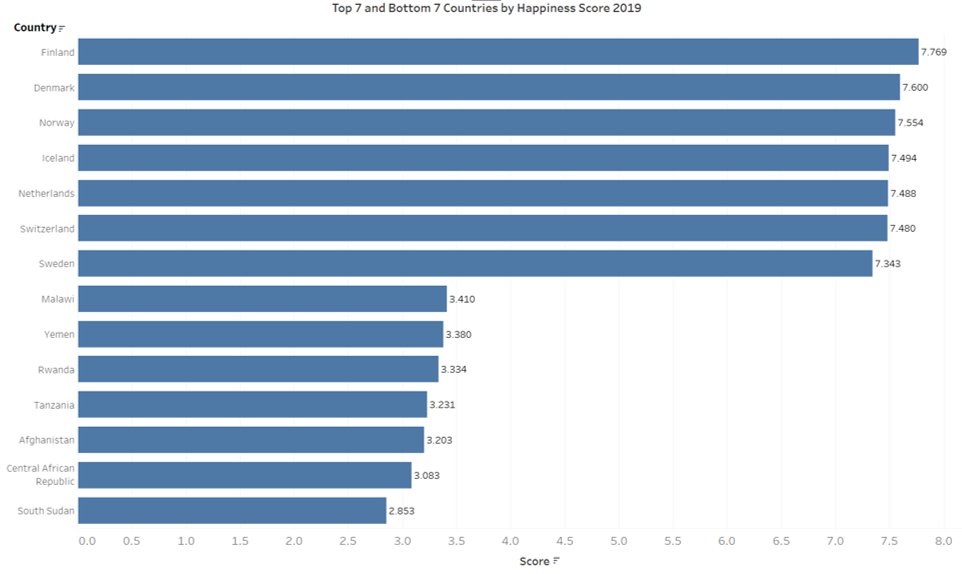 Top 7 and Bottom 7 Countries by Happiness Score 2019
Country
Finland 7.769
Denmark 7.600
Norway 7.554
Iceland 7.494
Netherlands 7.488
Switzerland 7.480
Sweden 7.343
Malawi 3.410
Yemen 3.380
Rwanda 3.334
Tanzania 3.231
Afghanistan 3.203
Central African
Republic 3.083
South Sudan 2.853
0.0 0.5 1.0 1.5 2.0 2.5 3.0 3.5 4.0 4.5 5.0 5.5 6.0 6.5 7.0 7.5 8.0
Score